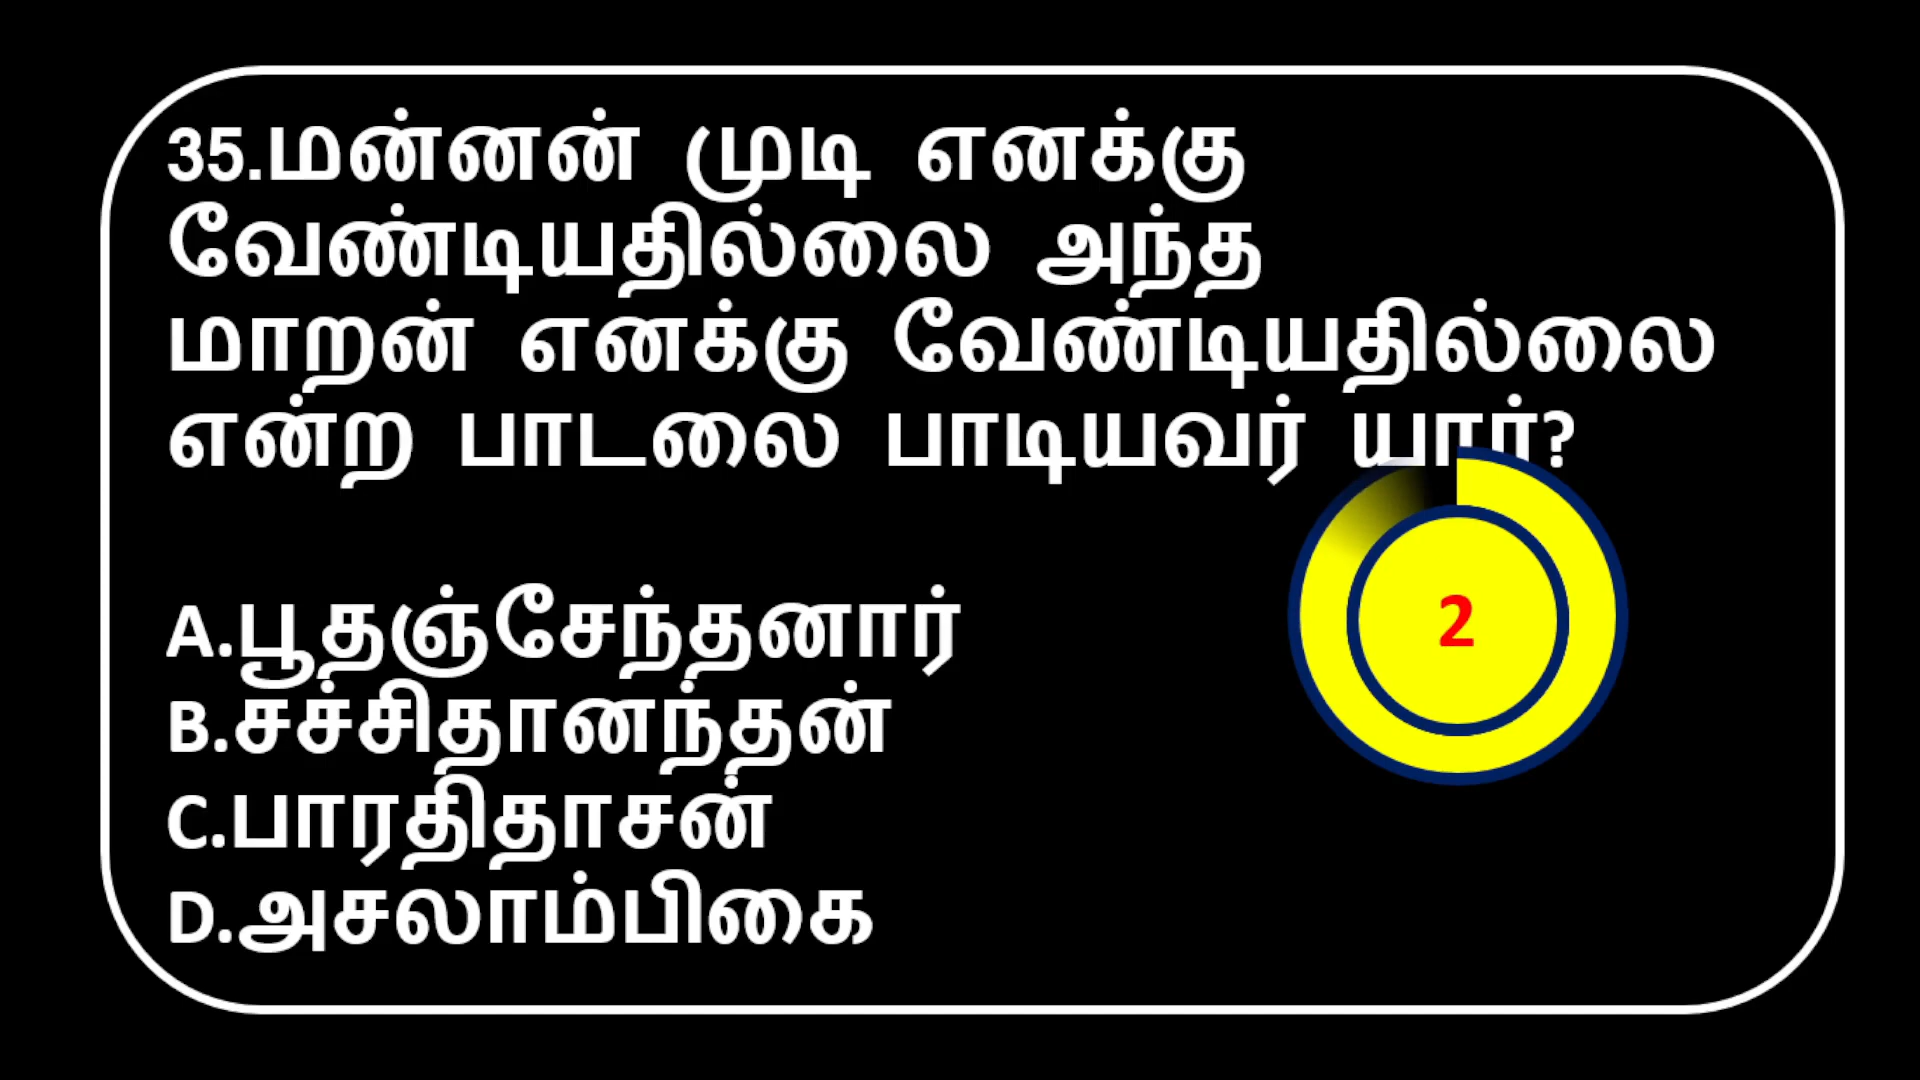 35.மன்னன் முடி எனக்கு
வேண்டியதில்லை அந்த
மாறன் எனக்கு வேண்டியதில்லை
என்ற பாடலை பாடியவர் யார்?
A.பூதஞ்சேந்தனார்
2
B.சச்சிதானந்தன்
C.பாரதிதாசன்
D.அசலாம்பிகை